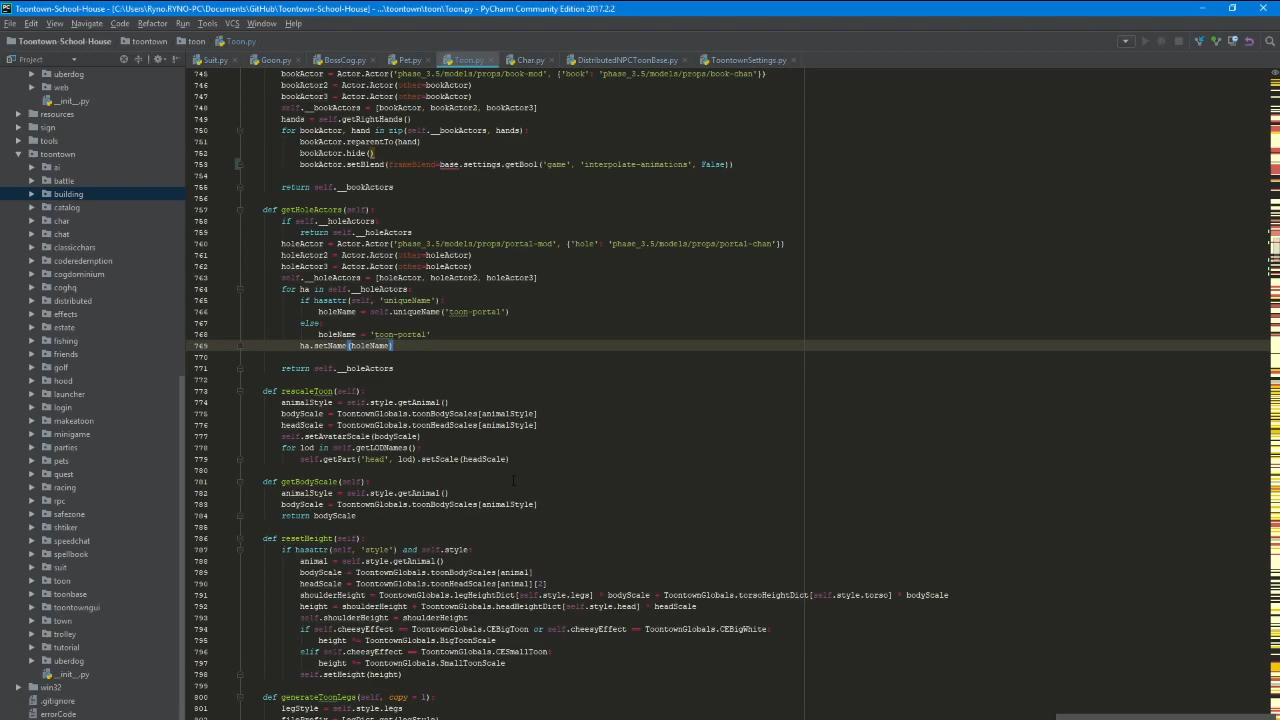 Toontown-School-House - [C:\Users\Ryno.RYNO-PC\Documents\GitHub\Toontown-School-House] - ...\toontown\toon\Toon.py - PyCharm Community Edition 2017.2.2
File Edit View Navigate Code Refactor Run Tools VCS Window Help
Toontown-School-House toontown toon Toon.py
Project
Suit.py Goon.py BossCog.py Pet.py Toon.py Char.py DistributedNPCToonBase.py ToontownSettings.py
uberdog
web
__init__.py
resources
sign
tools
toontown
ai
battle
building
catalog
char
chat
classicchars
coderedemption
cogdominium
coghq
distributed
effects
estate
fishing
friends
golf
hood
launcher
login
makeatoon
minigame
parties
pets
quest
racing
rpc
safezone
shtiker
speedchat
spellbook
suit
toon
toonbase
toontowngui
town
trolley
tutorial
uberdog
__init__.py
win32
.gitignore
errorCode
745 bookActor = Actor.Actor('phase_3.5/models/props/book-mod', {'book': 'phase_3.5/models/props/book-chan'})
746 bookActor2 = Actor.Actor(other=bookActor)
747 bookActor3 = Actor.Actor(other=bookActor)
748 self.__bookActors = [bookActor, bookActor2, bookActor3]
749 hands = self.getRightHands()
750 for bookActor, hand in zip(self.__bookActors, hands):
751 bookActor.reparentTo(hand)
752 bookActor.hide()
753 bookActor.setBlend(frameBlend=base.settings.getBool('game', 'interpolate-animations', False))
754
755 return self.__bookActors
756
757 def getHoleActors(self):
758 if self.__holeActors:
759 return self.__holeActors
760 holeActor = Actor.Actor('phase_3.5/models/props/portal-mod', {'hole': 'phase_3.5/models/props/portal-chan'})
761 holeActor2 = Actor.Actor(other=holeActor)
762 holeActor3 = Actor.Actor(other=holeActor)
763 self.__holeActors = [holeActor, holeActor2, holeActor3]
764 for ha in self.__holeActors:
765 if hasattr(self, 'uniqueName'):
766 holeName = self.uniqueName('toon-portal')
767 else:
768 holeName = 'toon-portal'
769 ha.setName(holeName)
770
771 return self.__holeActors
772
773 def rescaleToon(self):
774 animalStyle = self.style.getAnimal()
775 bodyScale = ToontownGlobals.toonBodyScales[animalStyle]
776 headScale = ToontownGlobals.toonHeadScales[animalStyle]
777 self.setAvatarScale(bodyScale)
778 for lod in self.getLODNames():
779 self.getPart('head', lod).setScale(headScale)
780
781 def getBodyScale(self):
782 animalStyle = self.style.getAnimal()
783 bodyScale = ToontownGlobals.toonBodyScales[animalStyle]
784 return bodyScale
785
786 def resetHeight(self):
787 if hasattr(self, 'style') and self.style:
788 animal = self.style.getAnimal()
789 bodyScale = ToontownGlobals.toonBodyScales[animal]
790 headScale = ToontownGlobals.toonHeadScales[animal][2]
791 shoulderHeight = ToontownGlobals.legHeightDict[self.style.legs] * bodyScale + ToontownGlobals.torsoHeightDict[self.style.torso] * bodyScale
792 height = shoulderHeight + ToontownGlobals.headHeightDict[self.style.head] * headScale
793 self.shoulderHeight = shoulderHeight
794 if self.cheesyEffect == ToontownGlobals.CEBigToon or self.cheesyEffect == ToontownGlobals.CEBigWhite:
795 height *= ToontownGlobals.BigToonScale
796 elif self.cheesyEffect == ToontownGlobals.CESmallToon:
797 height *= ToontownGlobals.SmallToonScale
798 self.setHeight(height)
799
800 def generateToonLegs(self, copy = 1):
801 legStyle = self.style.legs
802 filePrefix = LegDict.get(legStyle)